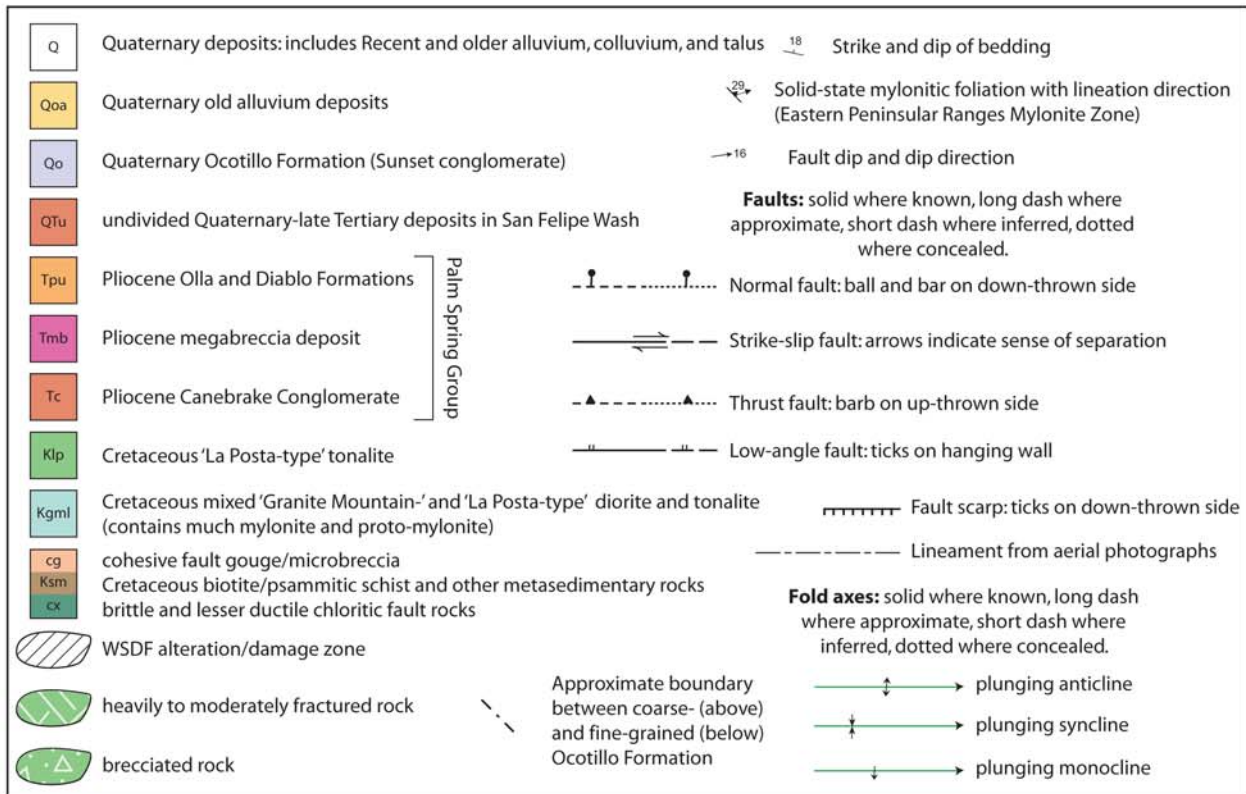 Q
Quaternary deposits: includes Recent and older alluvium, colluvium, and talus
Qoa
Quaternary old alluvium deposits
Qo
Quaternary Ocotillo Formation (Sunset conglomerate)
QTu
undivided Quaternary-late Tertiary deposits in San Felipe Wash
Tpu
Pliocene Olla and Diablo Formations
Tmb
Pliocene megabreccia deposit
Tc
Pliocene Canebrake Conglomerate
Palm Spring Group
Klp
Cretaceous 'La Posta-type' tonalite
Kgml
Cretaceous mixed 'Granite Mountain-' and 'La Posta-type' diorite and tonalite
(contains much mylonite and proto-mylonite)
cg
cohesive fault gouge/microbreccia
Ksm
Cretaceous biotite/psammitic schist and other metasedimentary rocks
cx
brittle and lesser ductile chloritic fault rocks
WSDF alteration/damage zone
heavily to moderately fractured rock
brecciated rock
18
Strike and dip of bedding
29
Solid-state mylonitic foliation with lineation direction
(Eastern Peninsular Ranges Mylonite Zone)
16
Fault dip and dip direction
Faults: solid where known, long dash where
approximate, short dash where inferred, dotted
where concealed.
Normal fault: ball and bar on down-thrown side
Strike-slip fault: arrows indicate sense of separation
Thrust fault: barb on up-thrown side
Low-angle fault: ticks on hanging wall
Fault scarp: ticks on down-thrown side
Lineament from aerial photographs
Fold axes: solid where known, long dash
where approximate, short dash where
inferred, dotted where concealed.
Approximate boundary
between coarse- (above)
and fine-grained (below)
Ocotillo Formation
plunging anticline
plunging syncline
plunging monocline